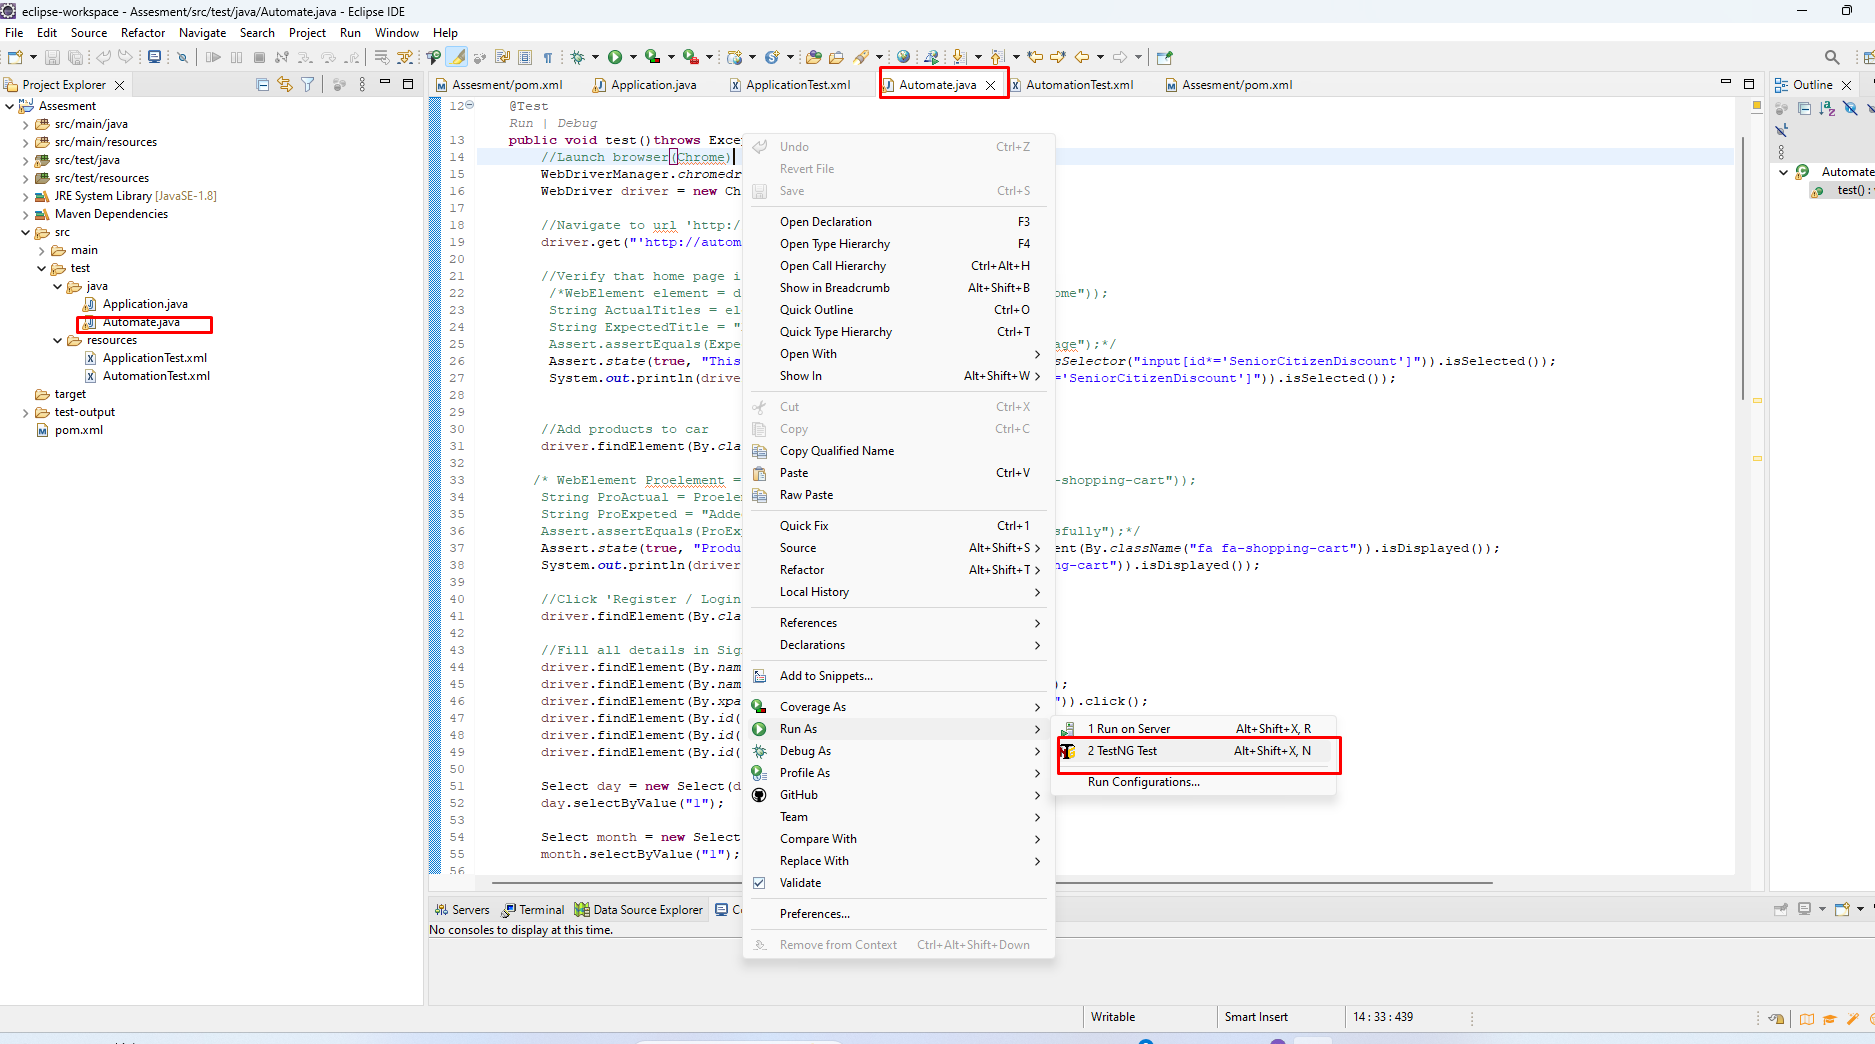 eclipse-workspace - Assesment/src/test/java/Automate.java - Eclipse IDE
File Edit Source Refactor Navigate Search Project Run Window Help
Project Explorer
Assesment
src/main/java
src/main/resources
src/test/java
src/test/resources
JRE System Library [JavaSE-1.8]
Maven Dependencies
src
main
test
java
Application.java
Automate.java
resources
ApplicationTest.xml
AutomationTest.xml
target
test-output
pom.xml
Assesment/pom.xml Application.java ApplicationTest.xml Automate.java AutomationTest.xml Assesment/pom.xml
12 @Test
Run | Debug
13 public void test()throws Exce
14 //Launch browser(Chrome)
15 WebDriverManager.chromedr
16 WebDriver driver = new Ch
17
18 //Navigate to url 'http:/
19 driver.get("'http://autom
20
21 //Verify that home page i
22 /*WebElement element = d ome"));
23 String ActualTitles = el
24 String ExpectedTitle = "
25 Assert.assertEquals(Expe age");*/
26 Assert.state(true, "This sSelector("input[id*='SeniorCitizenDiscount']")).isSelected());
27 System.out.println(drive ='SeniorCitizenDiscount']")).isSelected());
28
29
30 //Add products to car
31 driver.findElement(By.cla
32
33 /* WebElement Proelement = -shopping-cart"));
34 String ProActual = Proele
35 String ProExpeted = "Adde
36 Assert.assertEquals(ProExp sfully");*/
37 Assert.state(true, "Produ ent(By.className("fa fa-shopping-cart")).isDisplayed());
38 System.out.println(driver ng-cart")).isDisplayed());
39
40 //Click 'Register / Login
41 driver.findElement(By.cla
42
43 //Fill all details in Sig
44 driver.findElement(By.nam
45 driver.findElement(By.nam );
46 driver.findElement(By.xpa ")).click();
47 driver.findElement(By.id(
48 driver.findElement(By.id(
49 driver.findElement(By.id(
50
51 Select day = new Select(d
52 day.selectByValue("1");
53
54 Select month = new Select
55 month.selectByValue("1");
56
Undo Ctrl+Z
Revert File
Save Ctrl+S
Open Declaration F3
Open Type Hierarchy F4
Open Call Hierarchy Ctrl+Alt+H
Show in Breadcrumb Alt+Shift+B
Quick Outline Ctrl+O
Quick Type Hierarchy Ctrl+T
Open With
Show In Alt+Shift+W
Cut Ctrl+X
Copy Ctrl+C
Copy Qualified Name
Paste Ctrl+V
Raw Paste
Quick Fix Ctrl+1
Source Alt+Shift+S
Refactor Alt+Shift+T
Local History
References
Declarations
Add to Snippets...
Coverage As
Run As
Debug As
Profile As
GitHub
Team
Compare With
Replace With
Validate
Preferences...
Remove from Context Ctrl+Alt+Shift+Down
1 Run on Server Alt+Shift+X, R
2 TestNG Test Alt+Shift+X, N
Run Configurations...
Outline
Automate
test() :
Servers Terminal Data Source Explorer
No consoles to display at this time.
Writable Smart Insert 14 : 33 : 439